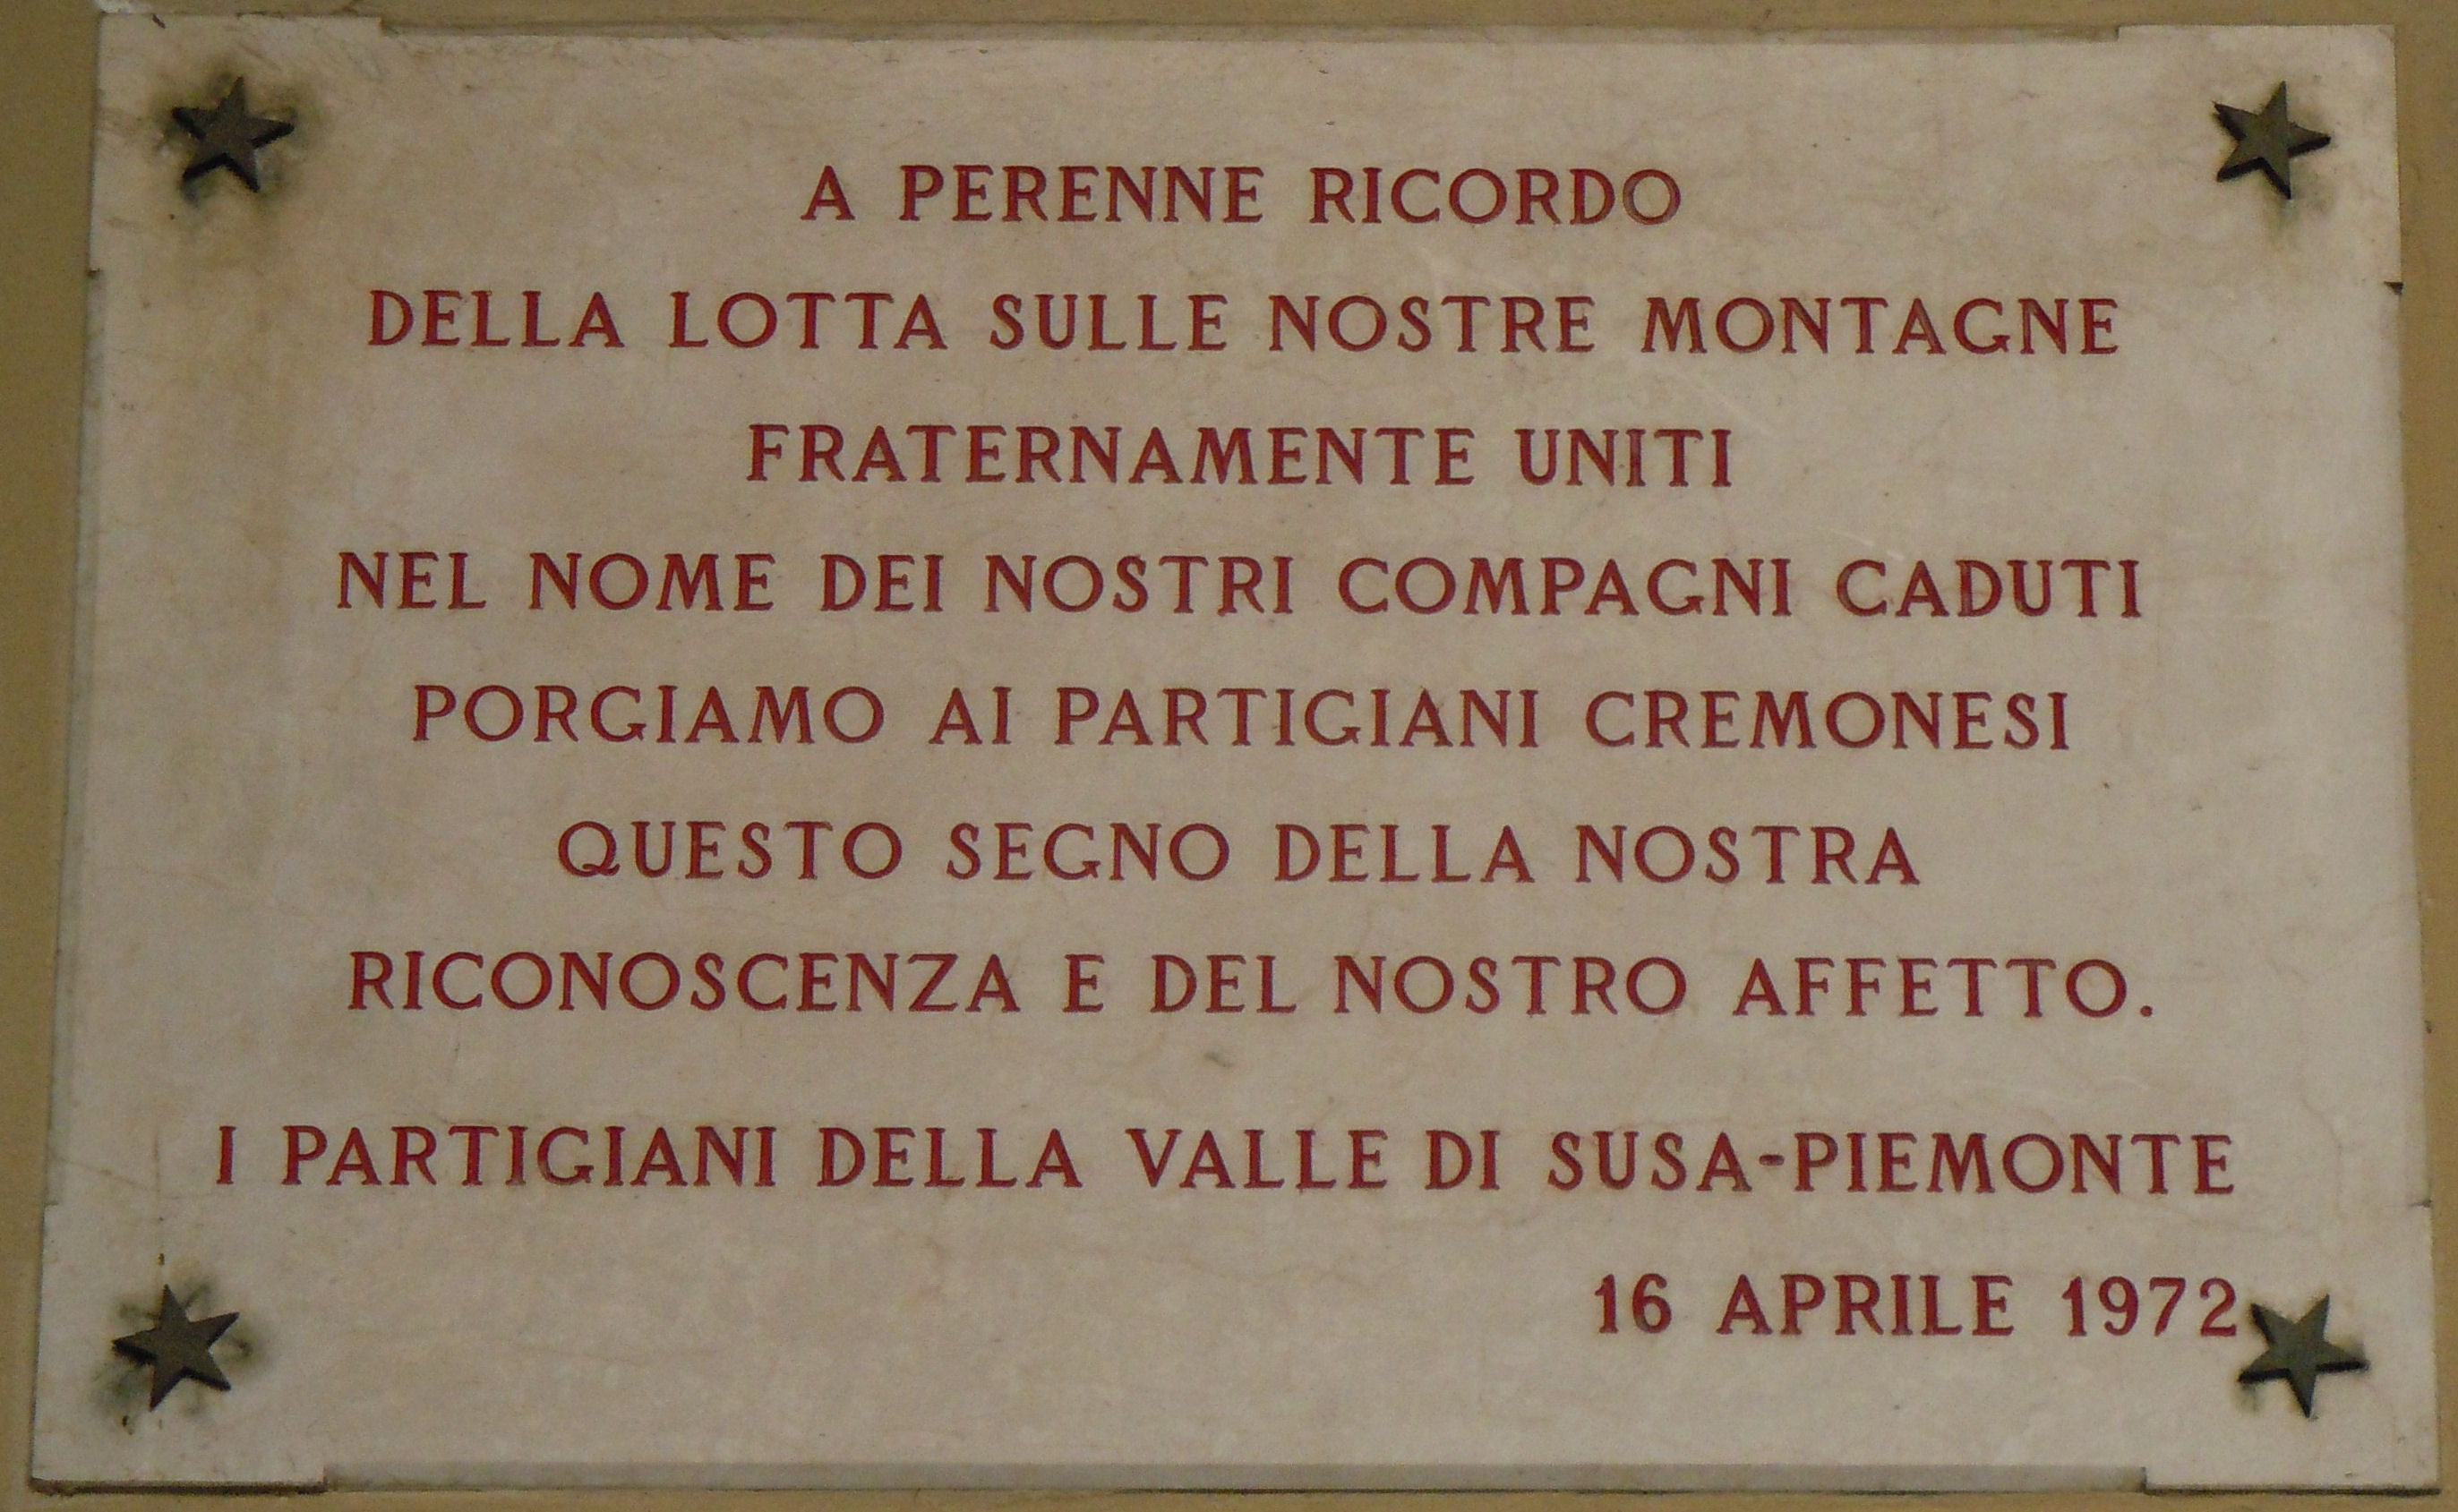 A PERENNE RICORDO
DELLA LOTTA SULLE NOSTRE MONTAGNE
FRATERNAMENTE UNITI
NEL NOME DEI NOSTRI COMPAGNI CADUTI
PORGIAMO AI PARTIGIANI CREMONESI
QUESTO SEGNO DELLA NOSTRA
RICONOSCENZA E DEL NOSTRO AFFETTO.
I PARTIGIANI DELLA VALLE DI SUSA-PIEMONTE
16 APRILE 1972